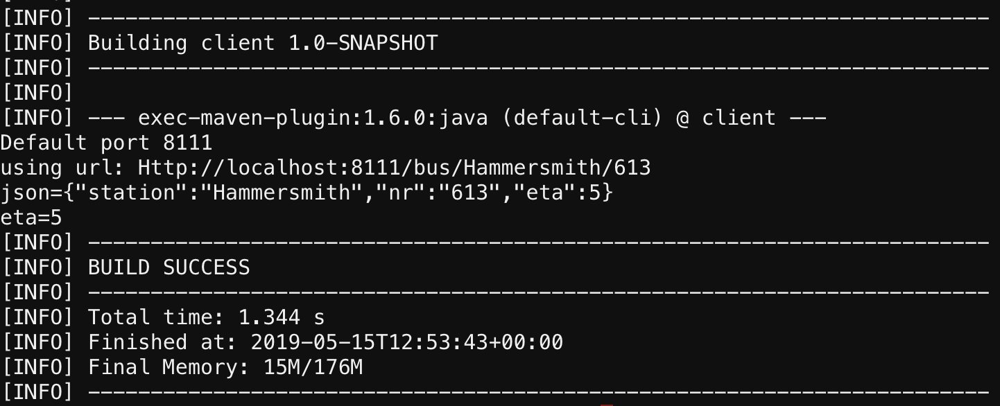 [INFO] ------------------------------------------------------------------------
[INFO] Building client 1.0-SNAPSHOT
[INFO] ------------------------------------------------------------------------
[INFO]
[INFO] --- exec-maven-plugin:1.6.0:java (default-cli) @ client ---
Default port 8111
using url: Http://localhost:8111/bus/Hammersmith/613
json={"station":"Hammersmith","nr":"613","eta":5}
eta=5
[INFO] ------------------------------------------------------------------------
[INFO] BUILD SUCCESS
[INFO] ------------------------------------------------------------------------
[INFO] Total time: 1.344 s
[INFO] Finished at: 2019-05-15T12:53:43+00:00
[INFO] Final Memory: 15M/176M
[INFO] ------------------------------------------------------------------------